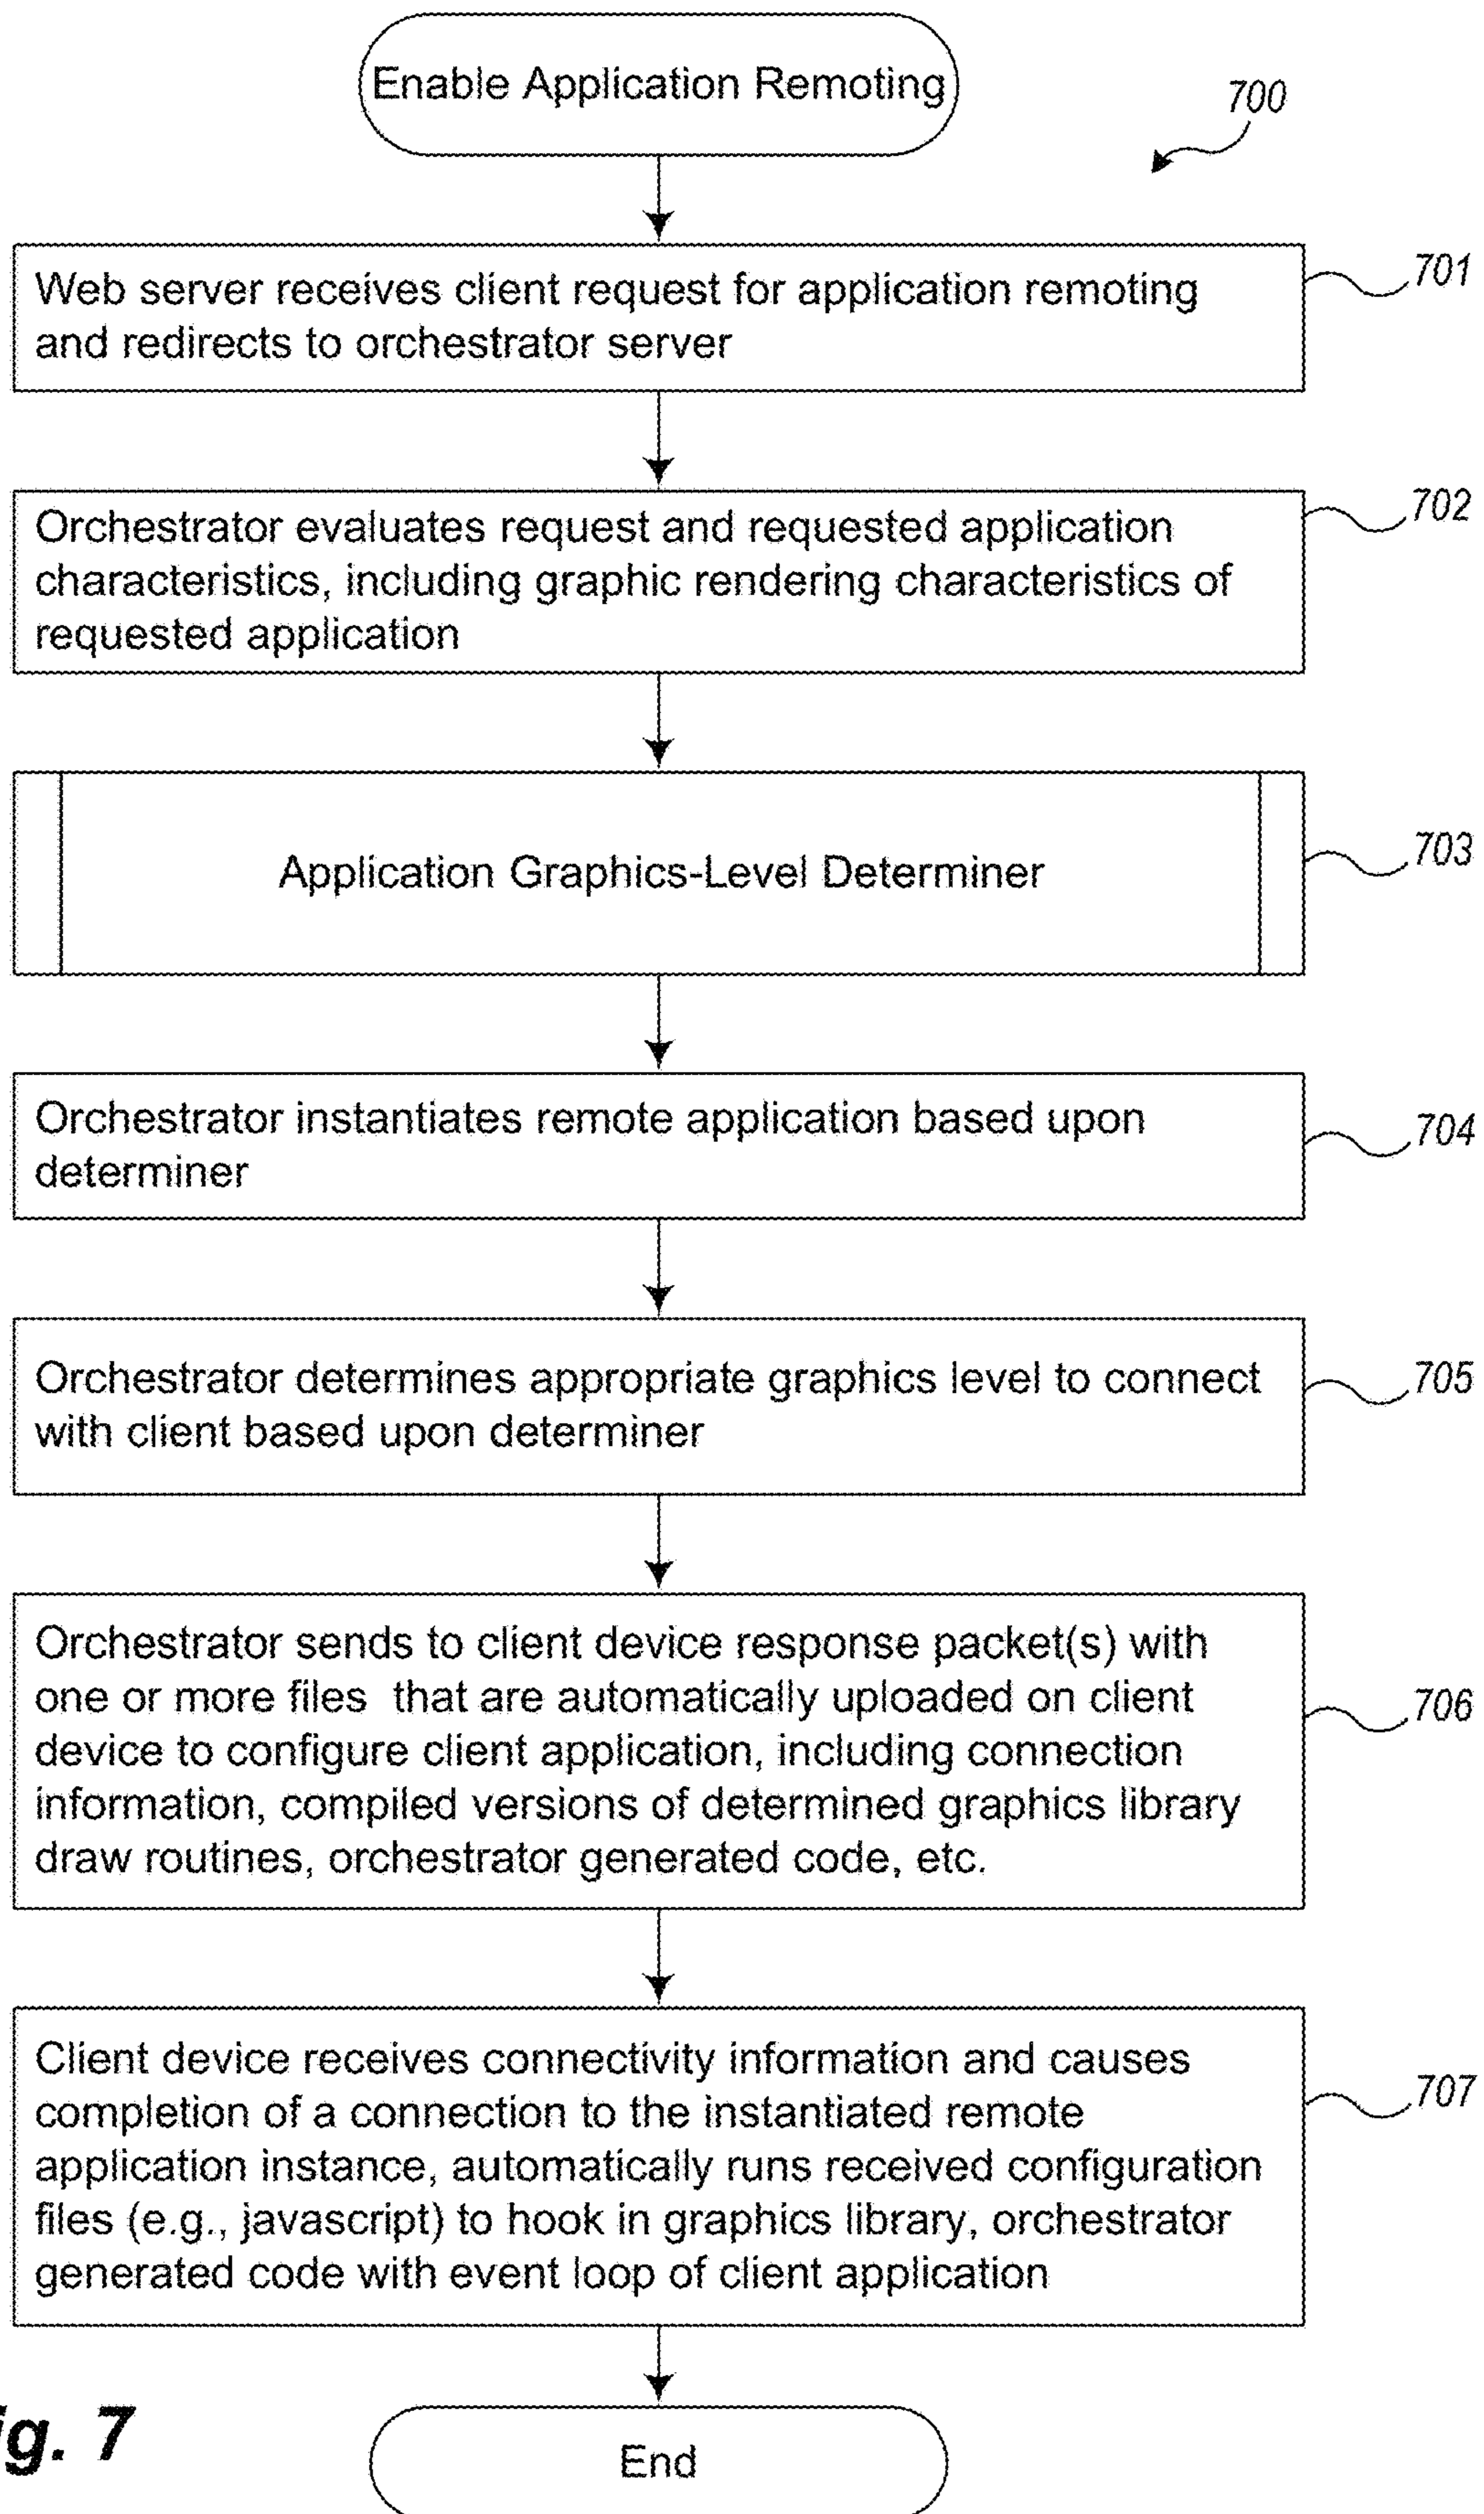 Enable Application Remoting
700
Web server receives client request for application remoting
and redirects to orchestrator server
701
Orchestrator evaluates request and requested application
characteristics, including graphic rendering characteristics of
requested application
702
Application Graphics-Level Determiner
703
Orchestrator instantiates remote application based upon
determiner
704
Orchestrator determines appropriate graphics level to connect
with client based upon determiner
705
Orchestrator sends to client device response packet(s) with
one or more files that are automatically uploaded on client
device to configure client application, including connection
information, compiled versions of determined graphics library
draw routines, orchestrator generated code, etc.
706
Client device receives connectivity information and causes
completion of a connection to the instantiated remote
application instance, automatically runs received configuration
files (e.g., javascript) to hook in graphics library, orchestrator
generated code with event loop of client application
707
ig. 7
End